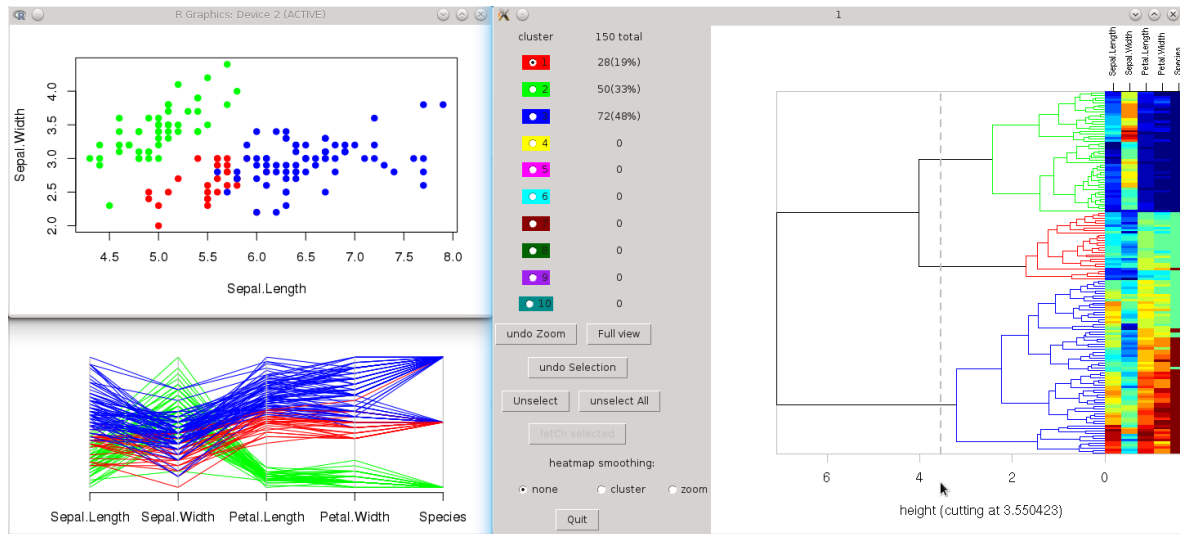 R Graphics: Device 2 (ACTIVE)
Sepal.Width
4.0
3.5
3.0
2.5
2.0
4.5 5.0 5.5 6.0 6.5 7.0 7.5 8.0
Sepal.Length
Sepal.Length Sepal.Width Petal.Length Petal.Width Species
1
cluster 150 total
1 28(19%)
2 50(33%)
72(48%)
4 0
5 0
6 0
0
0
9 0
10 0
undo Zoom Full view
undo Selection
Unselect unselect All
fetCh selected
heatmap smoothing:
none cluster zoom
Quit
Sepal.Length
Sepal.Width
Petal.Length
Petal.Width
Species
6 4 2 0
height (cutting at 3.550423)